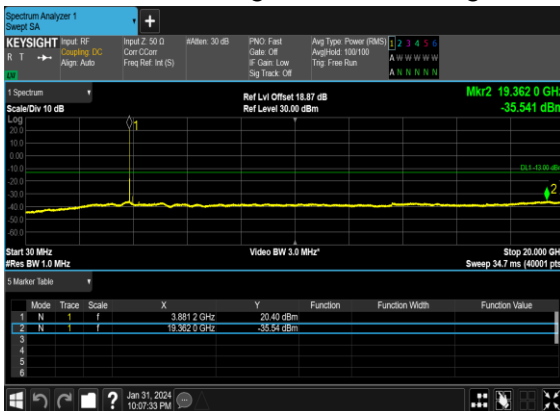 Spectrum Analyzer 1
Swept SA
+
KEYSIGHT Input: RF Input Z: 50 Ω #Atten: 30 dB PNO: Fast Avg Type: Power (RMS) 1 2 3 4 5 6
R T Coupling: DC Corr CCorr Gate: Off Avg|Hold: 100/100 A W W W W W
Align: Auto Freq Ref: Int (S) IF Gain: Low Trig: Free Run
Sig Track: Off A N N N N N
LV
1 Spectrum Ref Lvl Offset 18.87 dB Mkr2 19.362 0 GHz
Scale/Div 10 dB Ref Level 30.00 dBm -35.541 dBm
Log
1
20.0
10.0
0.00
-10.0
DL1 -13.00 dBm
-20.0
2
-30.0
-40.0
-50.0
-60.0
Start 30 MHz Video BW 3.0 MHz* Stop 20.000 GHz
#Res BW 1.0 MHz Sweep 34.7 ms (40001 pts)
5 Marker Table
Mode Trace Scale X Y Function Function Width Function Value
1 N 1 f 3.881 2 GHz 20.40 dBm
2 N 1 f 19.362 0 GHz -35.54 dBm
3
4
5
6
? Jan 31, 2024
10:07:33 PM